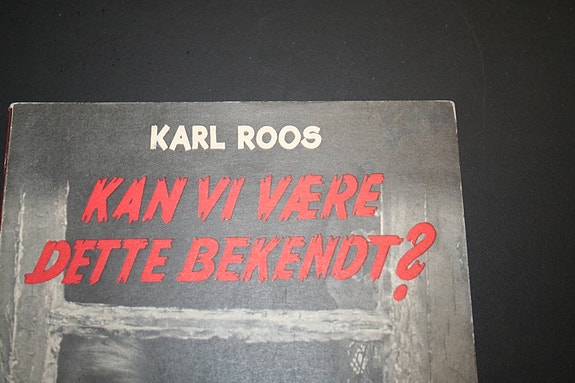 KARL ROOS
KAN VI VÆRE
DETTE BEKENDT?